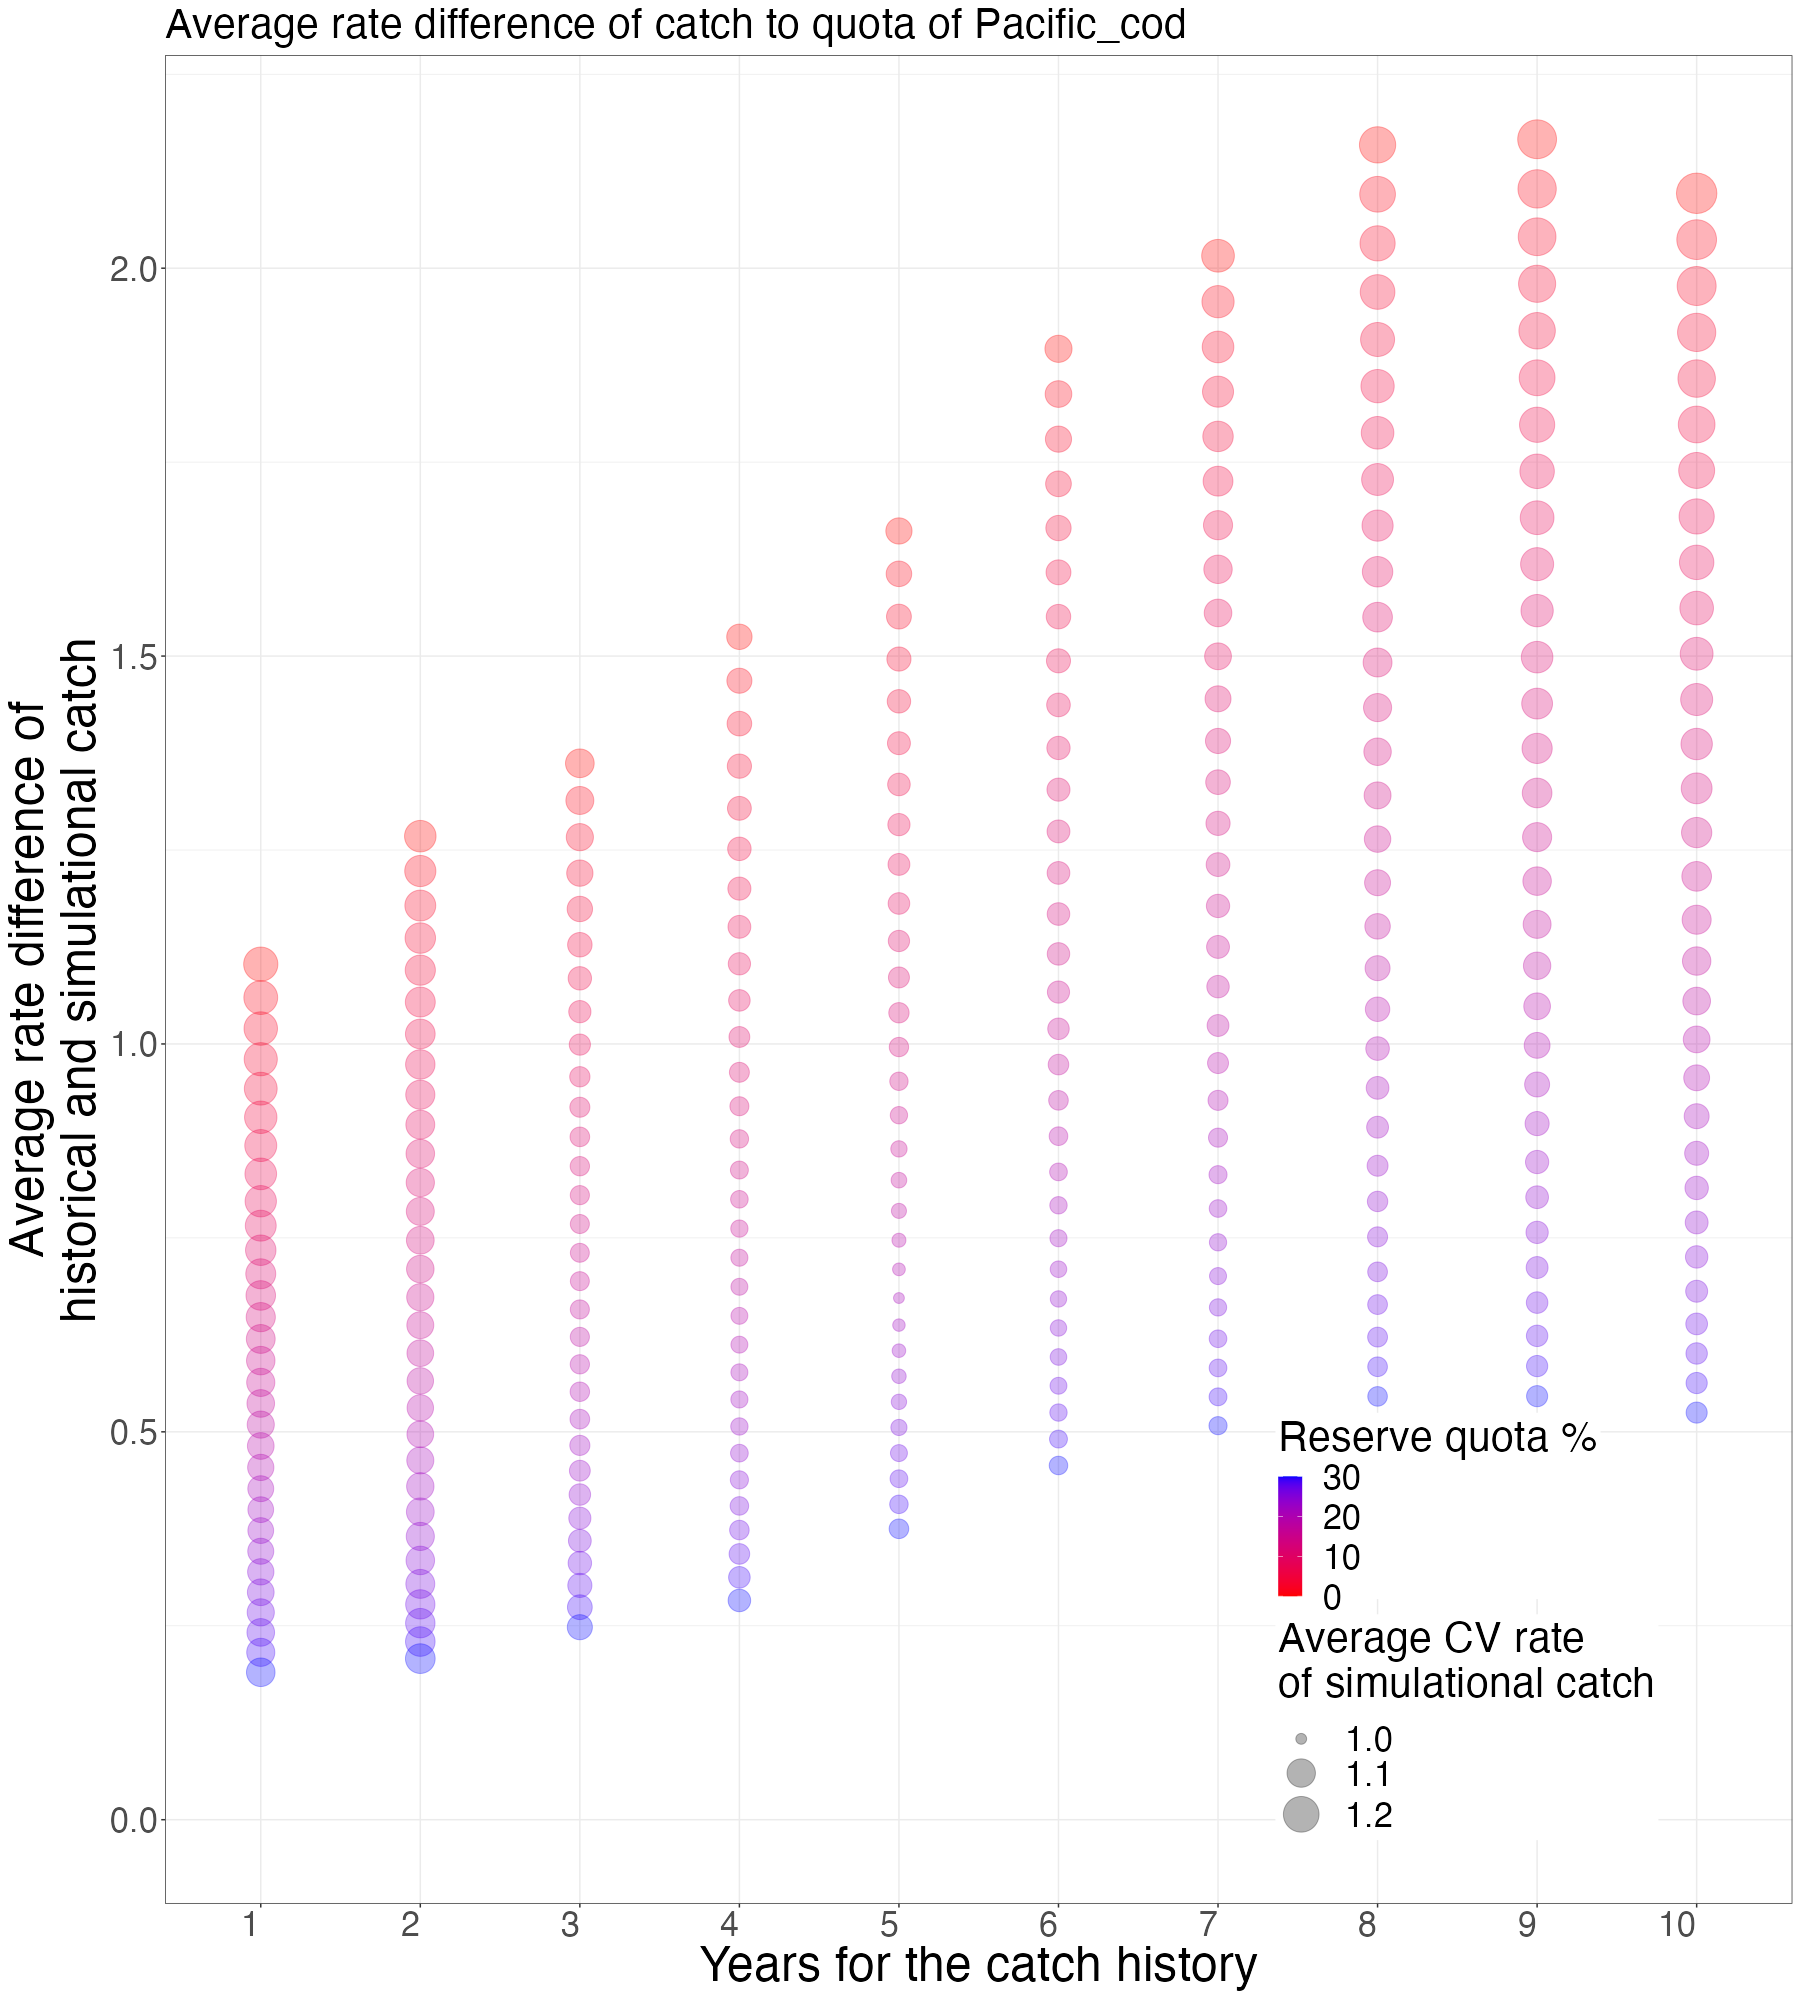 Average rate difference of catch to quota of Pacific_cod
Average rate difference of
historical and simulational catch
2.0
1.5
1.0
0.5
0.0
Reserve quota %
30
20
10
0
Average CV rate
of simulational catch
1.0
1.1
1.2
1 2 3 4 5 6 7 8 9 10
Years for the catch history